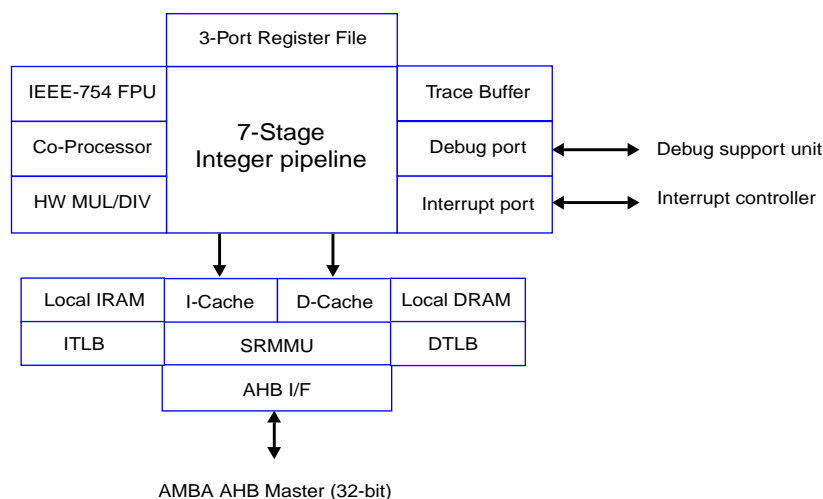 3-Port Register File
IEEE-754 FPU
Trace Buffer
7-Stage
Integer pipeline
Co-Processor
Debug port
Debug support unit
HW MUL/DIV
Interrupt port
Interrupt controller
Local IRAM
I-Cache
D-Cache
Local DRAM
ITLB
SRMMU
DTLB
AHB I/F
AMBA AHB Master (32-bit)